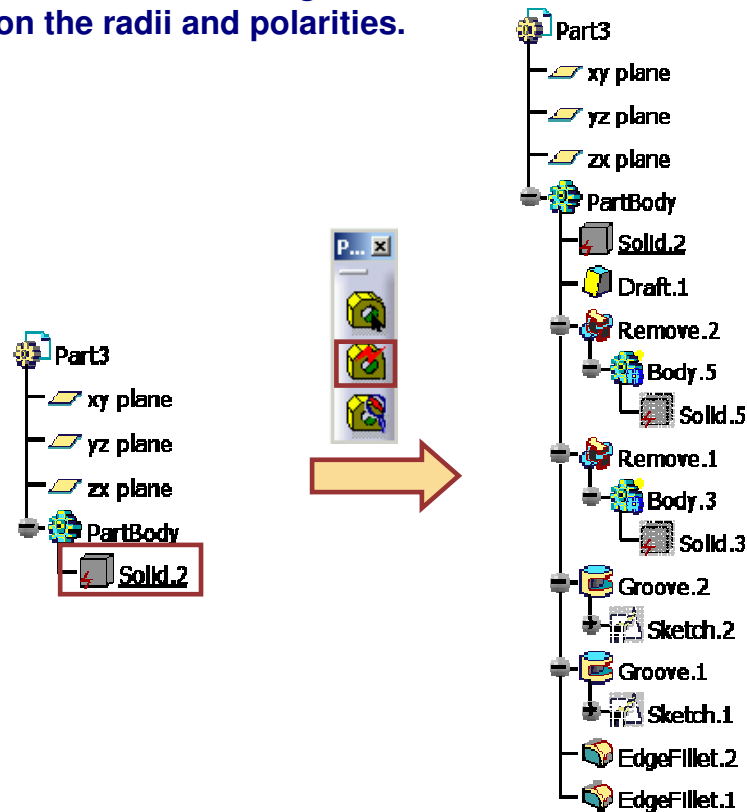 on the radii and polarities.
Part3
xy plane
yz plane
zx plane
PartBody
Solid.2
P...
Part3
xy plane
yz plane
zx plane
PartBody
Solid.2
Draft.1
Remove.2
Body.5
Solid.5
Remove.1
Body.3
Solid.3
Groove.2
Sketch.2
Groove.1
Sketch.1
EdgeFillet.2
EdgeFillet.1